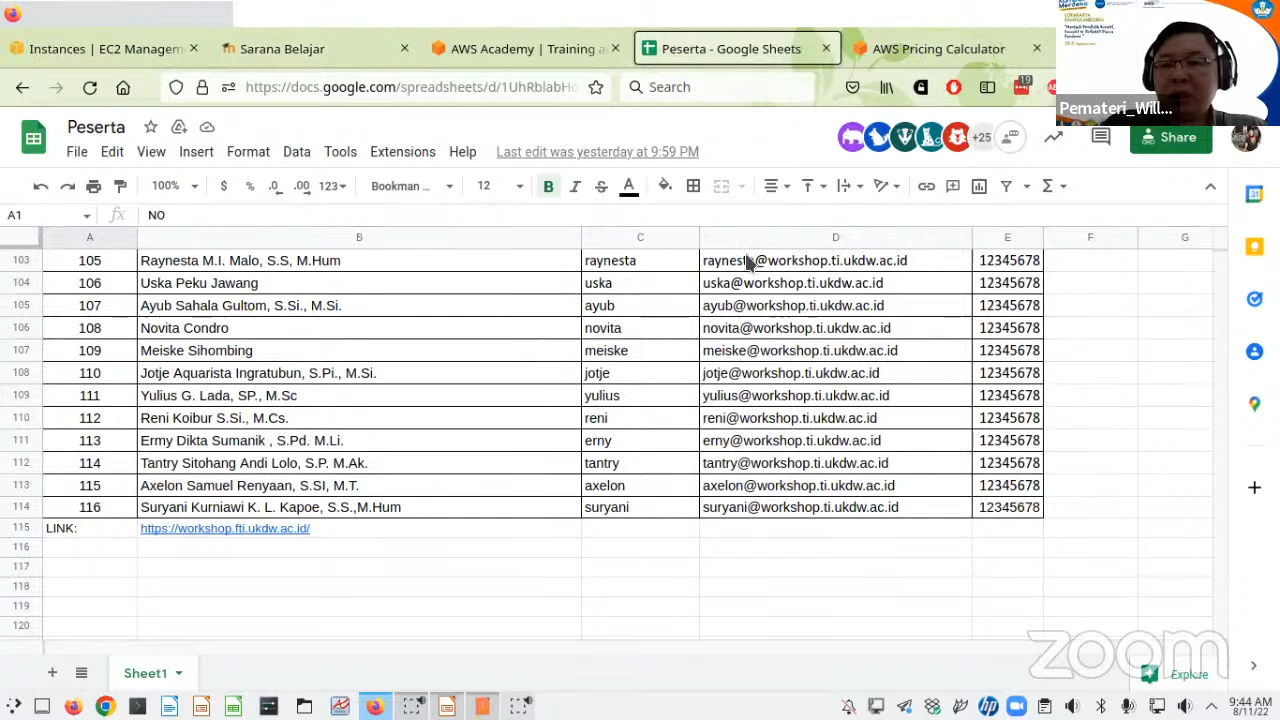 Instances | EC2 Managem
Sarana Belajar
Peserta - Google Sheets
AWS Pricing Calculator
google.com/spreadsheets/d/1UhRblabHo
Search
19
Merdeka
Pemateri_Will...
Peserta
File Edit View Insert Format Data Tools Extensions Help Last edit was yesterday at 9:59 PM
+25
Share
100% $ % .0 .00 123 Bookman ... 12 B I S A
A1 fx NO
A B C D E F G
103 105 Raynesta M.I. Malo, S.S, M.Hum raynesta raynesta@workshop.ti.ukdw.ac.id 12345678
104 106 Uska Peku Jawang uska uska@workshop.ti.ukdw.ac.id 12345678
105 107 Ayub Sahala Gultom, S.Si., M.Si. ayub ayub@workshop.ti.ukdw.ac.id 12345678
106 108 Novita Condro novita novita@workshop.ti.ukdw.ac.id 12345678
107 109 Meiske Sihombing meiske meiske@workshop.ti.ukdw.ac.id 12345678
108 110 Jotje Aquarista Ingratubun, S.Pi., M.Si. jotje jotje@workshop.ti.ukdw.ac.id 12345678
109 111 Yulius G. Lada, SP., M.Sc yulius yulius@workshop.ti.ukdw.ac.id 12345678
110 112 Reni Koibur S.Si., M.Cs. reni reni@workshop.ti.ukdw.ac.id 12345678
111 113 Ermy Dikta Sumanik , S.Pd. M.Li. erny erny@workshop.ti.ukdw.ac.id 12345678
112 114 Tantry Sitohang Andi Lolo, S.P. M.Ak. tantry tantry@workshop.ti.ukdw.ac.id 12345678
113 115 Axelon Samuel Renyaan, S.SI, M.T. axelon axelon@workshop.ti.ukdw.ac.id 12345678
114 116 Suryani Kurniawi K. L. Kapoe, S.S.,M.Hum suryani suryani@workshop.ti.ukdw.ac.id 12345678
115 LINK: https://workshop.fti.ukdw.ac.id/
116
117
118
119
120
zoom
Sheet1
Explore
9:44 AM
8/11/22